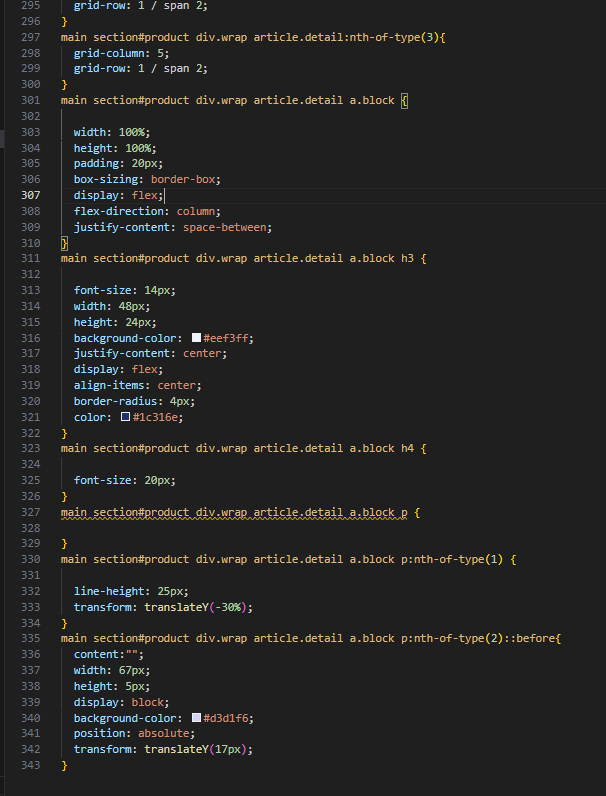 295 grid-row: 1 / span 2;
296 }
297 main section#product div.wrap article.detail:nth-of-type(3){
298 grid-column: 5;
299 grid-row: 1 / span 2;
300 }
301 main section#product div.wrap article.detail a.block {
302
303 width: 100%;
304 height: 100%;
305 padding: 20px;
306 box-sizing: border-box;
307 display: flex;
308 flex-direction: column;
309 justify-content: space-between;
310 }
311 main section#product div.wrap article.detail a.block h3 {
312
313 font-size: 14px;
314 width: 48px;
315 height: 24px;
316 background-color: #eef3ff;
317 justify-content: center;
318 display: flex;
319 align-items: center;
320 border-radius: 4px;
321 color: #1c316e;
322 }
323 main section#product div.wrap article.detail a.block h4 {
324
325 font-size: 20px;
326 }
327 main section#product div.wrap article.detail a.block p {
328
329 }
330 main section#product div.wrap article.detail a.block p:nth-of-type(1) {
331
332 line-height: 25px;
333 transform: translateY(-30%);
334 }
335 main section#product div.wrap article.detail a.block p:nth-of-type(2)::before{
336 content:"";
337 width: 67px;
338 height: 5px;
339 display: block;
340 background-color: #d3d1f6;
341 position: absolute;
342 transform: translateY(17px);
343 }